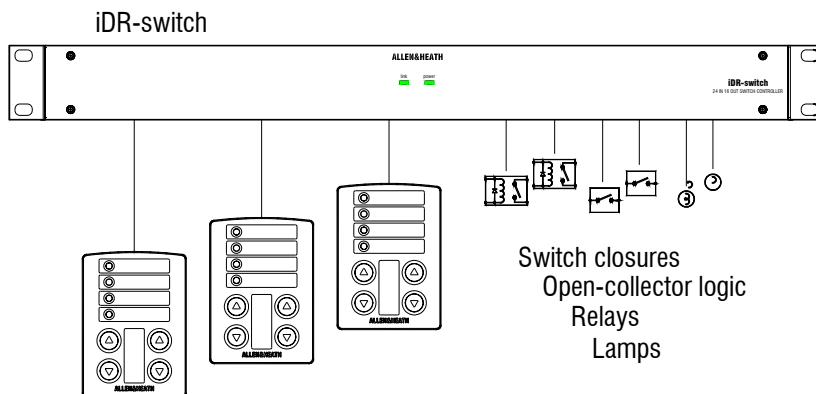 iDR-switch
ALLEN&HEATH
link power
iDR-switch
24 IN 16 OUT SWITCH CONTROLLER
Switch closures
Open-collector logic
Relays
Lamps
ALLEN&HEATH
ALLEN&HEATH
ALLEN&HEATH